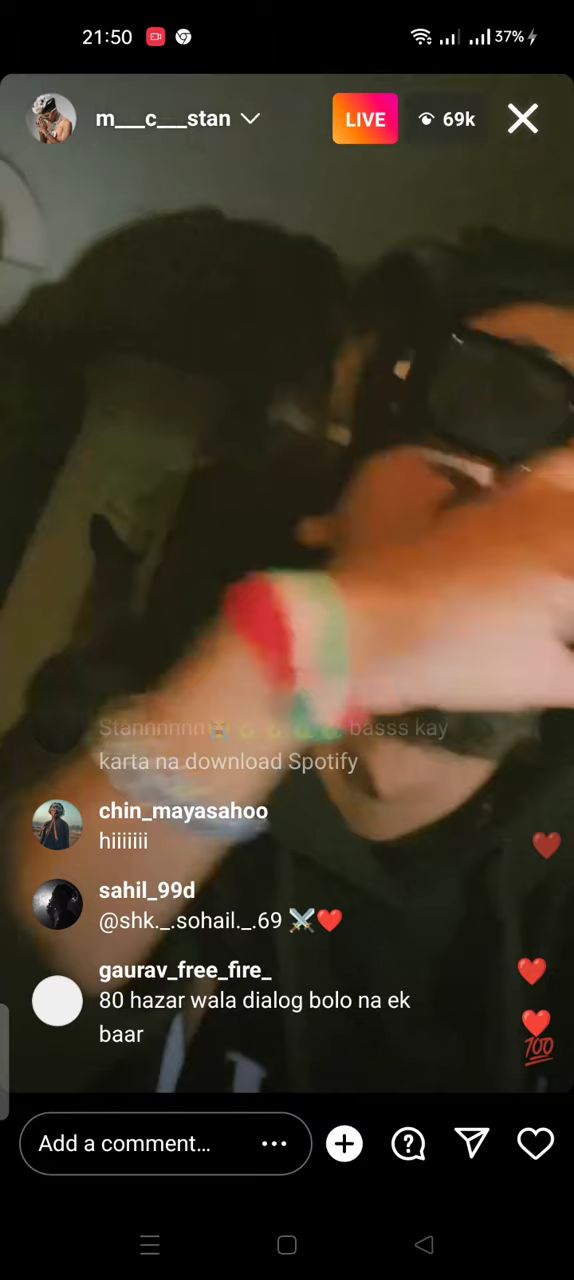 21:50
37%
m___c___stan
LIVE
69k
Stannnnnn basss kay
karta na download Spotify
chin_mayasahoo
hiiiiiii
sahil_99d
@shk._.sohail._.69 ⚔️❤️
gaurav_free_fire_
80 hazar wala dialog bolo na ek
baar
💯
Add a comment...